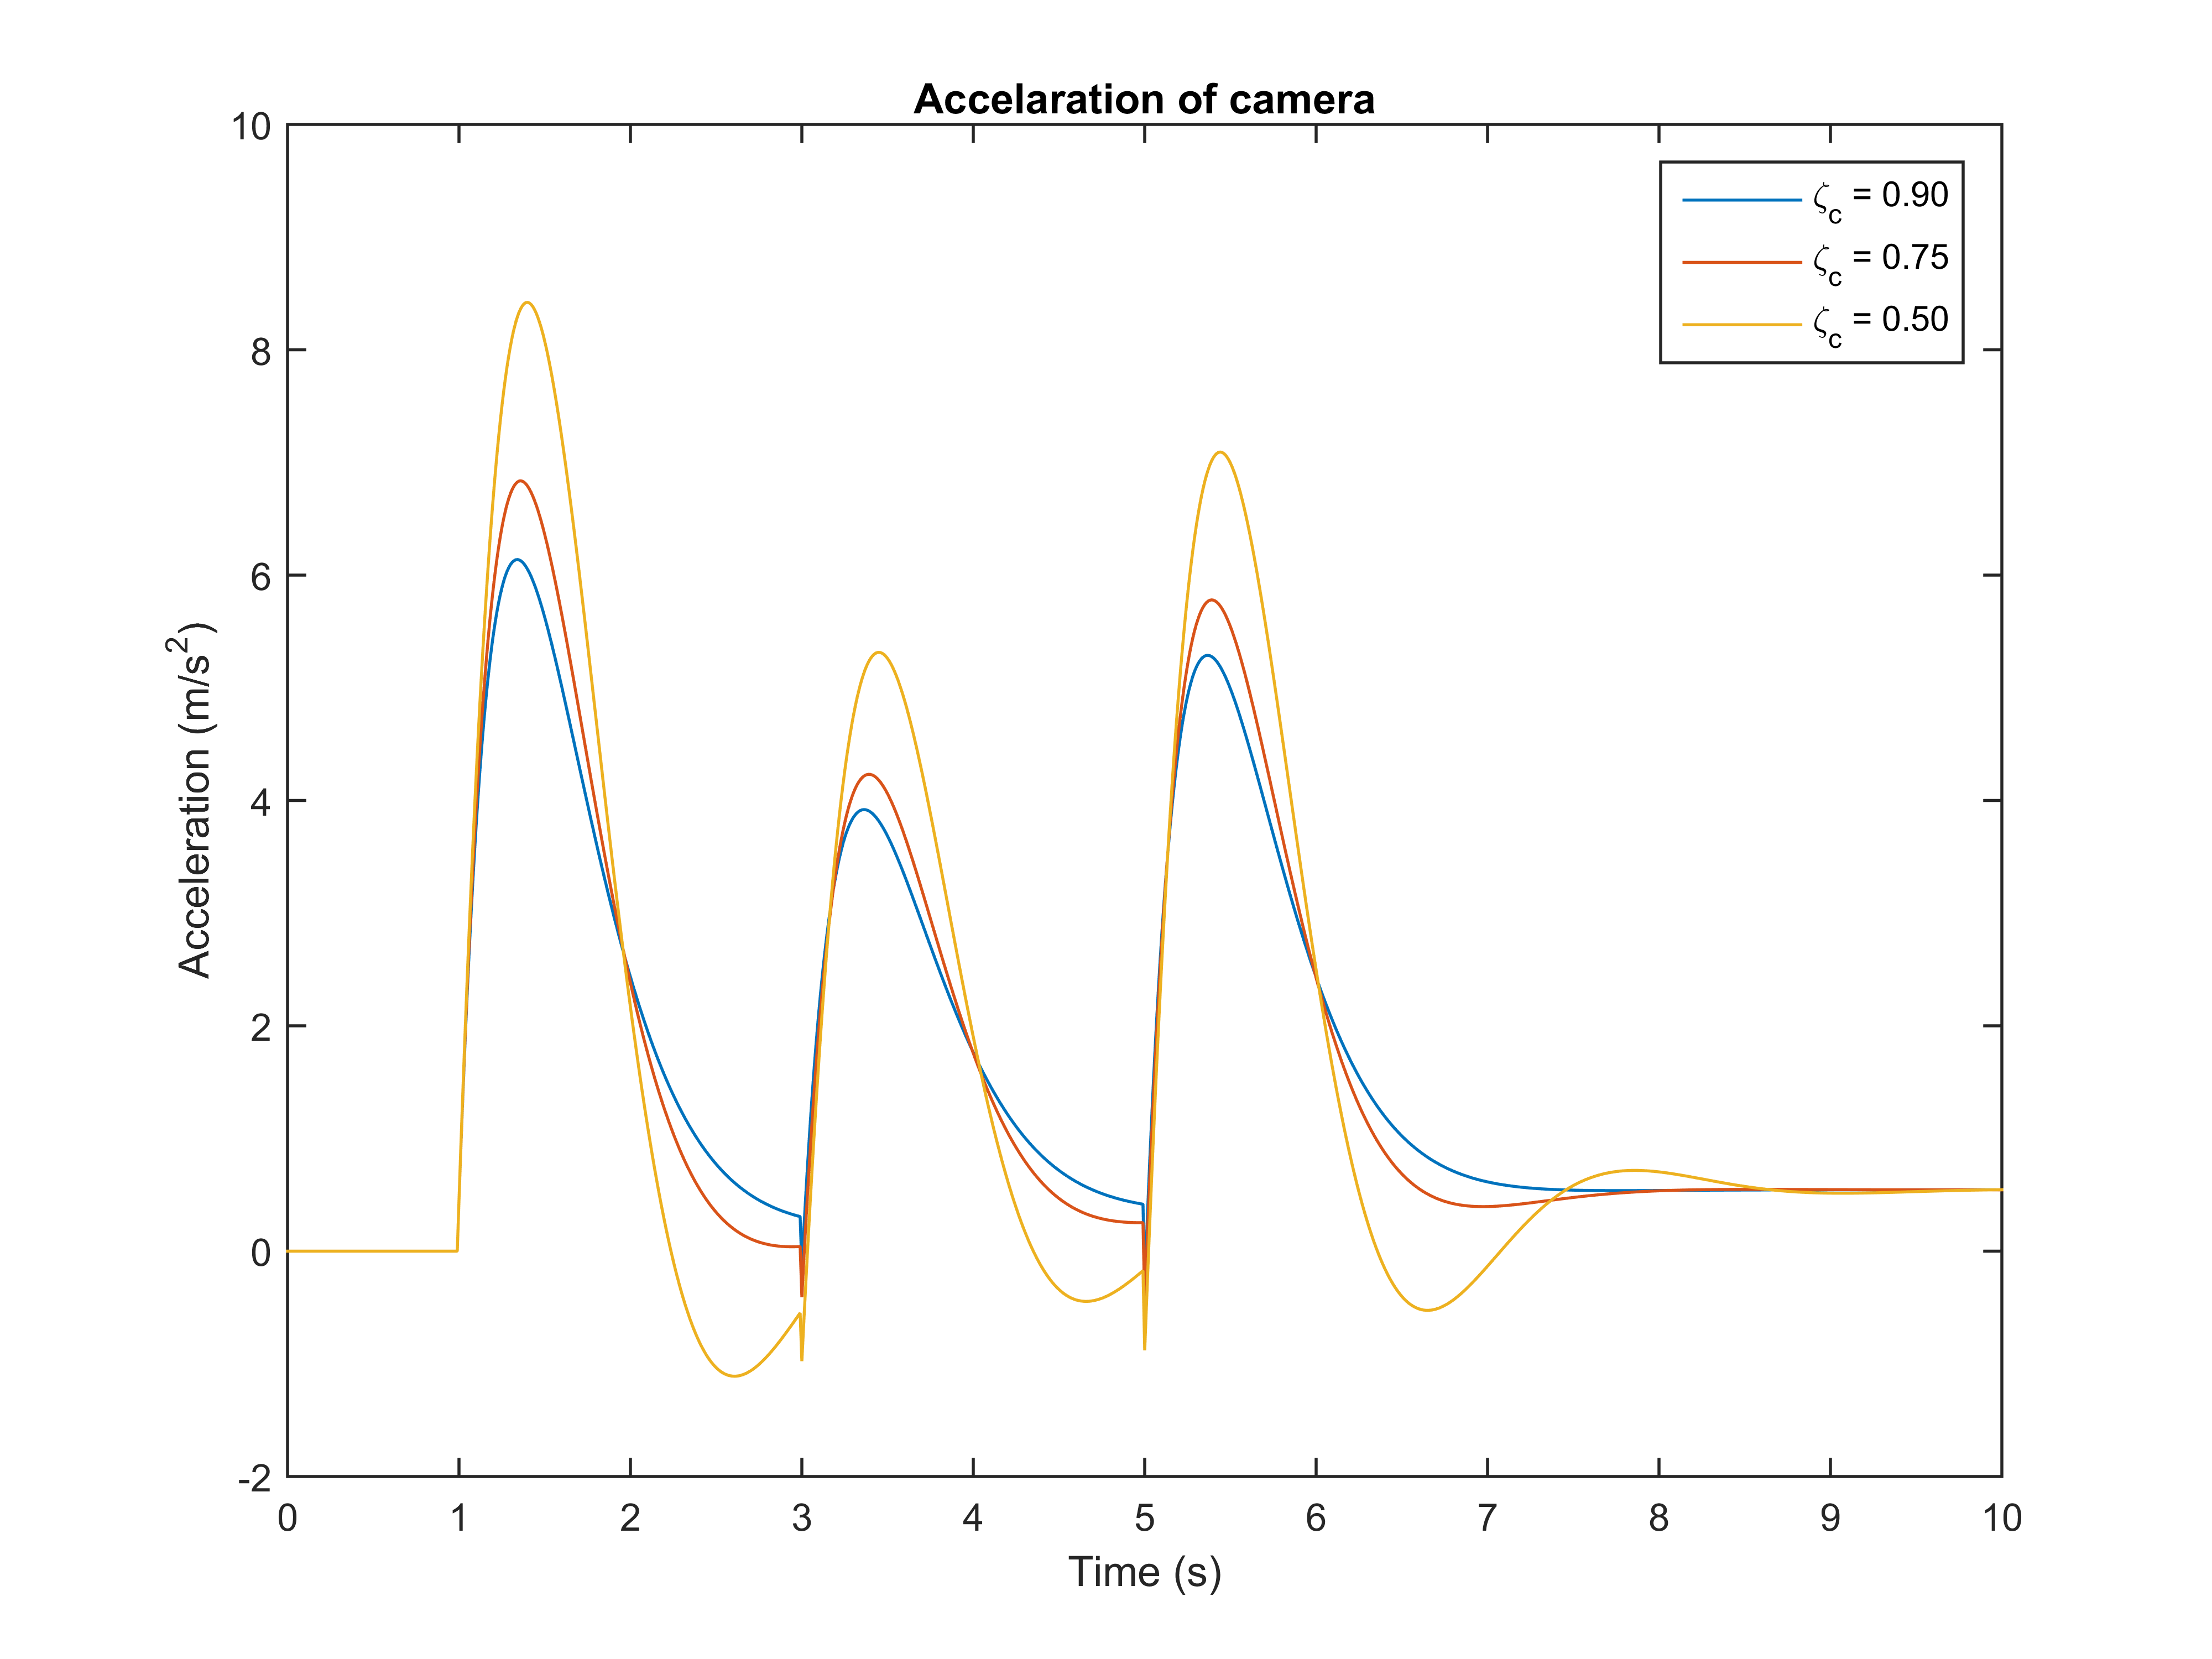 Accelaration of camera
10
8
6
4
2
0
-2
Acceleration (m/s²)
ζc = 0.90
ζc = 0.75
ζc = 0.50
0 1 2 3 4 5 6 7 8 9 10
Time (s)